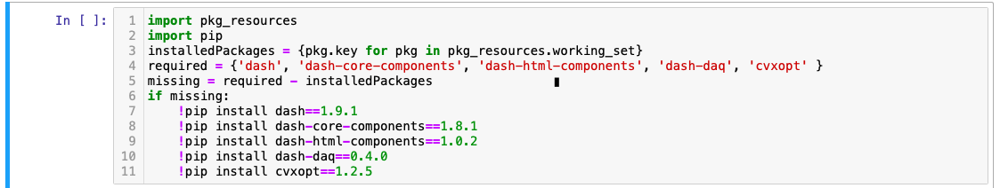 In [ ]:
1 import pkg_resources
2 import pip
3 installedPackages = {pkg.key for pkg in pkg_resources.working_set}
4 required = {'dash', 'dash-core-components', 'dash-html-components', 'dash-daq', 'cvxopt' }
5 missing = required - installedPackages
6 if missing:
7     !pip install dash==1.9.1
8     !pip install dash-core-components==1.8.1
9     !pip install dash-html-components==1.0.2
10     !pip install dash-daq==0.4.0
11     !pip install cvxopt==1.2.5